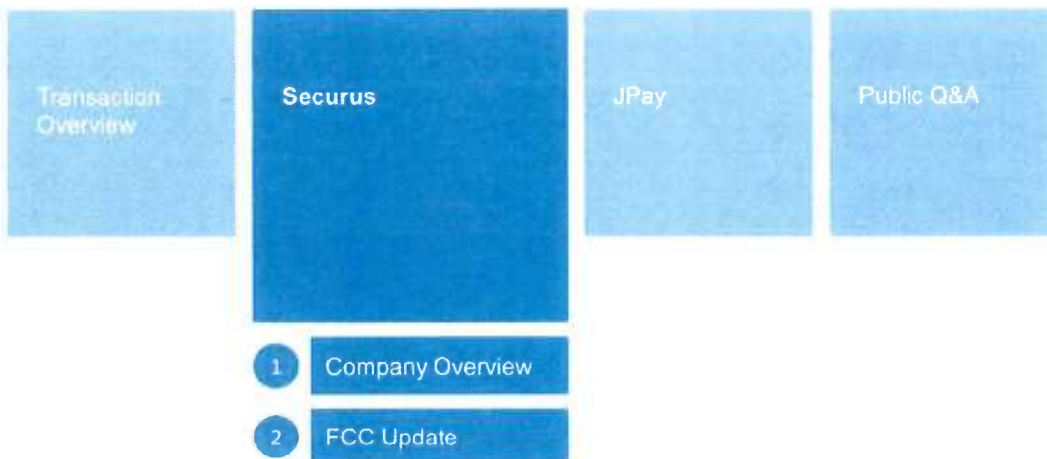 Transaction
Overview
Securus
JPay
Public Q&A
1
Company Overview
2
FCC Update